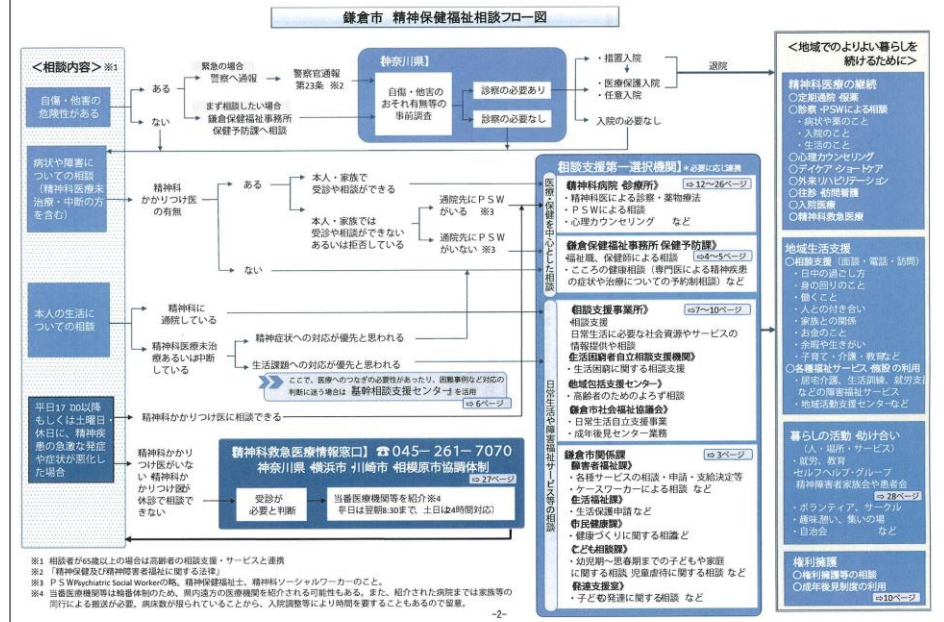 鎌倉市 精神保健福祉相談フロー図
＜相談内容＞※1
自傷・他害の
危険性がある
ある
ない
緊急の場合
警察へ通報
まず相談したい場合
鎌倉保健福祉事務所
保健予防課へ相談
警察官通報
第23条 ※2
【神奈川県】
自傷・他害の
おそれ有無等の
事前調査
診察の必要あり
診察の必要なし
・措置入院
・医療保護入院
・任意入院
入院の必要なし
退院
病状や障害に
ついての相談
（精神科医療未
治療・中断の方
を含む）
精神科
かかりつけ医
の有無
ある
ない
本人・家族で
受診や相談ができる
本人・家族では
受診や相談ができない
あるいは拒否している
通院先にＰＳＷ
がいる ※3
通院先にＰＳＷ
がいない ※3
本人の生活に
ついての相談
精神科に
通院している
精神科医療未治
療あるいは中断
している
精神症状への対応が優先と思われる
生活課題への対応が優先と思われる
ここで、医療へのつなぎの必要性があったり、困難事例など対応の
判断に迷う場合は「基幹相談支援センター」を活用
⇨6ページ
平日17:00以降
もしくは土曜日・
休日に、精神疾
患の急激な発症
や症状が悪化し
た場合
精神科かかりつけ医に相談できる
精神科かかり
つけ医がいな
い・精神科か
かりつけ医が
休診で相談で
きない
【精神科救急医療情報窓口】 ☎045－261－7070
神奈川県・横浜市・川崎市・相模原市協調体制
⇨27ページ
受診が
必要と判断
当番医療機関等を紹介※4
（平日は翌朝8:30まで、土日は24時間対応）
【相談支援第一選択機関】＊必要に応じ連携
医療・保健を中心とした相談
《精神科病院・診療所》
⇨12～26ページ
・精神科医による診察・薬物療法
・ＰＳＷによる相談
・心理カウンセリング など
《鎌倉保健福祉事務所 保健予防課》
⇨4～5ページ
・福祉職、保健師による相談
・こころの健康相談（専門医による精神疾患
の症状や治療についての予約制相談）など
日常生活や障害福祉サービス等の相談
《相談支援事業所》
⇨7～10ページ
・相談支援
日常生活に必要な社会資源やサービスの
情報提供や相談
《生活困窮者自立相談支援機関》
・生活困窮に関する相談支援
《地域包括支援センター》
・高齢者のためのよろず相談
《鎌倉市社会福祉協議会》
・日常生活自立支援事業
・成年後見センター業務
《鎌倉市関係課》
⇨3ページ
《障害者福祉課》
・各種サービスの相談・申請・支給決定等
・ケースワーカーによる相談 など
《生活福祉課》
・生活保護申請など
《市民健康課》
・健康づくりに関する相談など
《こども相談課》
・幼児期～思春期までの子どもや家庭
に関する相談、児童虐待に関する相談 など
《発達支援室》
・子どもの発達に関する相談 など
＜地域でのよりよい暮らしを
続けるために＞
精神科医療の継続
○定期通院・服薬
○診察・PSWによる相談
・病状や薬のこと
・入院のこと
・生活のこと
○心理カウンセリング
○デイケア・ショートケア
○外来リハビリテーション
○往診・訪問看護
○入院医療
○精神科救急医療
地域生活支援
○相談支援（面談・電話・訪問）
・日中の過ごし方
・身の回りのこと
・働くこと
・人との付き合い
・家族との関係
・お金のこと
・余暇や生きがい
・子育て・介護・教育など
○各種福祉サービス・施設の利用
・居宅介護、生活訓練、就労支援
などの障害福祉サービス
・地域活動支援センターなど
暮らしの活動・助け合い
（人・場所・サービス）
・就労、教育
・セルフヘルプ・グループ
精神障害者家族会や患者会
⇨28ページ
・ボランティア、サークル
・趣味、憩い、集いの場
・自治会 など
権利擁護
○権利擁護等の相談
○成年後見制度の利用
⇨10ページ
※1 相談者が65歳以上の場合は高齢者の相談支援・サービスと連携
※2 「精神保健及び精神障害者福祉に関する法律」
※3 ＰＳＷPsychiatric Social Workerの略。精神保健福祉士、精神科ソーシャルワーカーのこと。
※4 当番医療機関等は輪番体制のため、県内遠方の医療機関を紹介される可能性もある。また、紹介された病院までは家族等の
同行による搬送が必要。病床数が限られていることから、入院調整等により時間を要することもあるので留意。
–2–